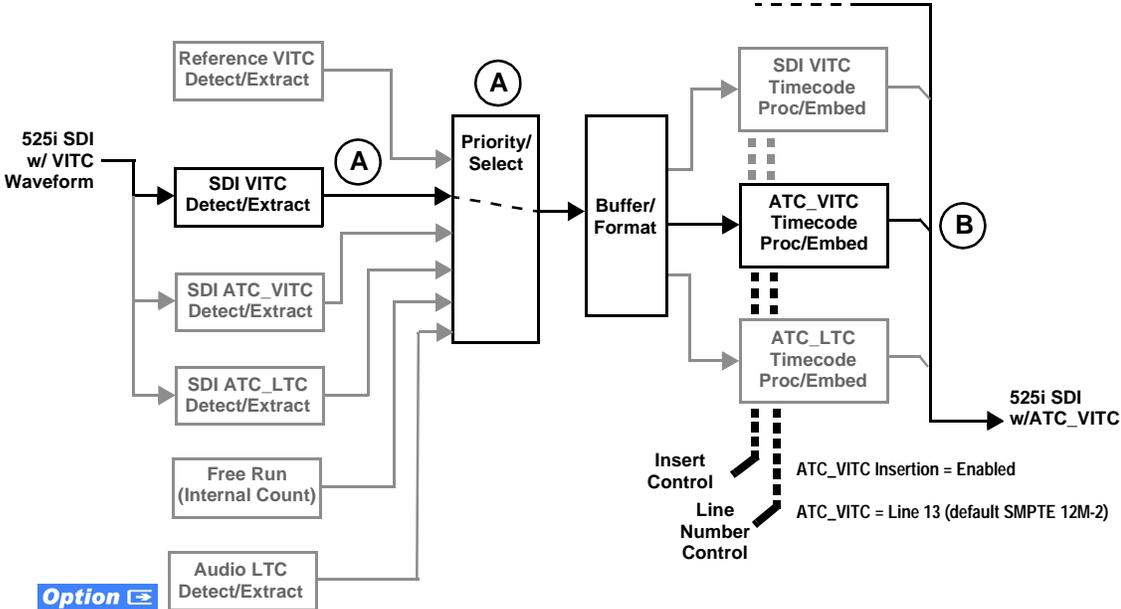 Reference VITC
Detect/Extract
A
SDI VITC
Timecode
Proc/Embed
525i SDI
w/ VITC
Waveform
A
Priority/
Select
SDI VITC
Detect/Extract
Buffer/
Format
ATC_VITC
Timecode
Proc/Embed
B
SDI ATC_VITC
Detect/Extract
ATC_LTC
Timecode
Proc/Embed
SDI ATC_LTC
Detect/Extract
525i SDI
w/ATC_VITC
Free Run
(Internal Count)
Insert
Control
ATC_VITC Insertion = Enabled
Line
Number
Control
ATC_VITC = Line 13 (default SMPTE 12M-2)
Audio LTC
Detect/Extract
Option